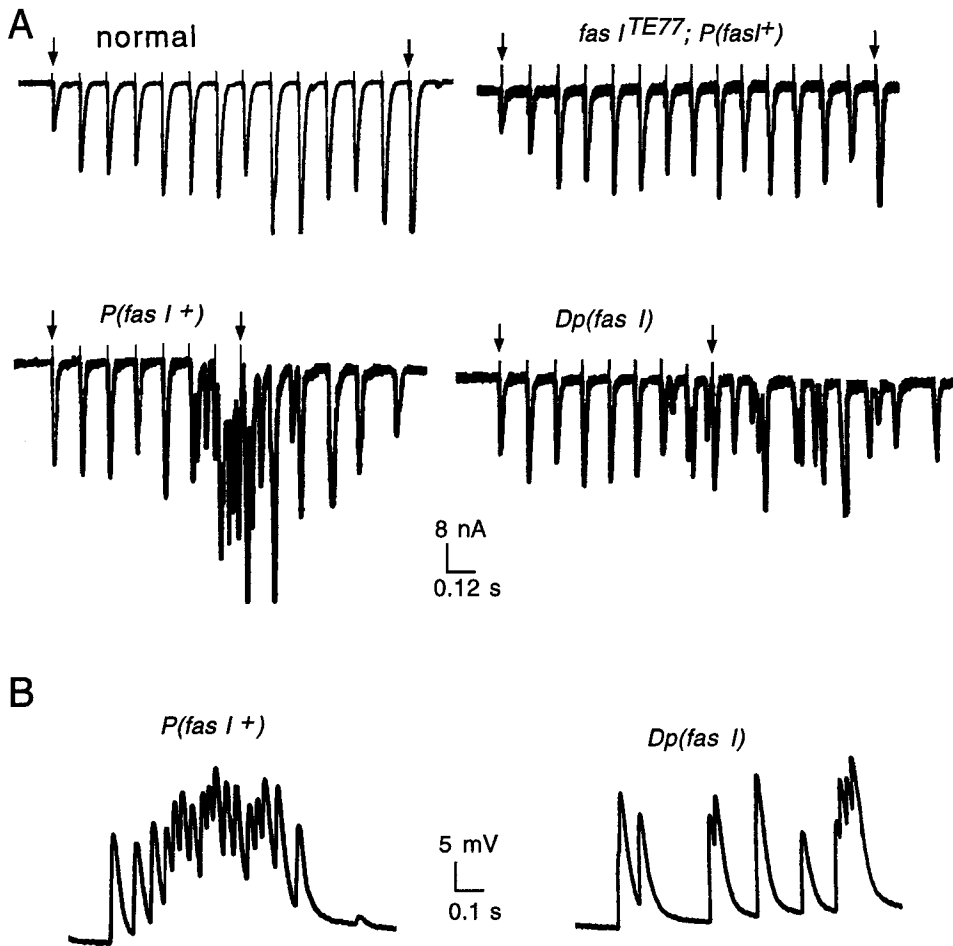 A
normal
fas I^TE77; P(fasI+)
P(fas I +)
Dp(fas I)
8 nA
0.12 s
B
P(fas I +)
Dp(fas I)
5 mV
0.1 s